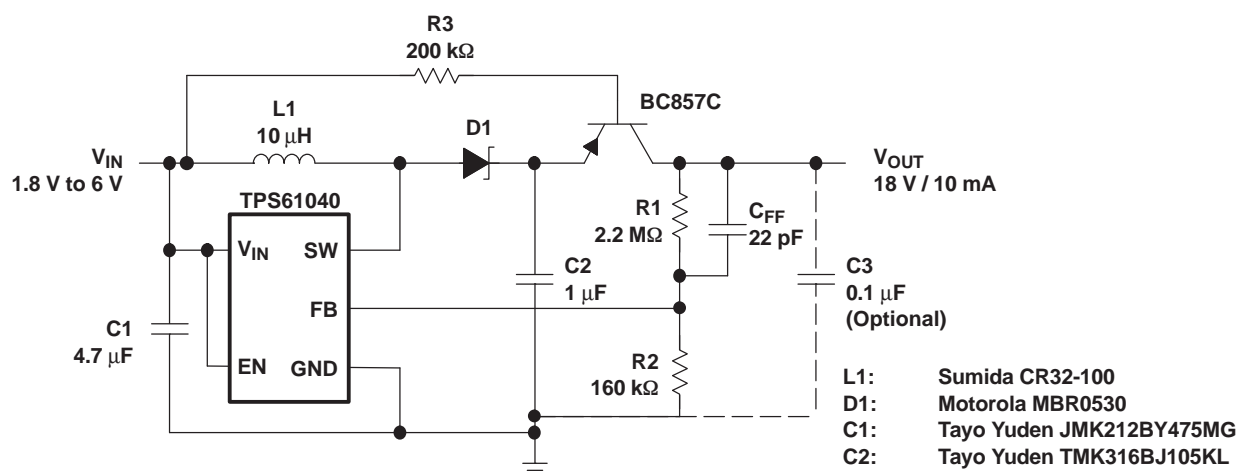 R3
200 kΩ
BC857C
L1
10 μH
D1
VIN
1.8 V to 6 V
VOUT
18 V / 10 mA
TPS61040
VIN
SW
FB
EN
GND
R1
2.2 MΩ
CFF
22 pF
C2
1 μF
C3
0.1 μF
(Optional)
C1
4.7 μF
R2
160 kΩ
L1: Sumida CR32-100
D1: Motorola MBR0530
C1: Tayo Yuden JMK212BY475MG
C2: Tayo Yuden TMK316BJ105KL